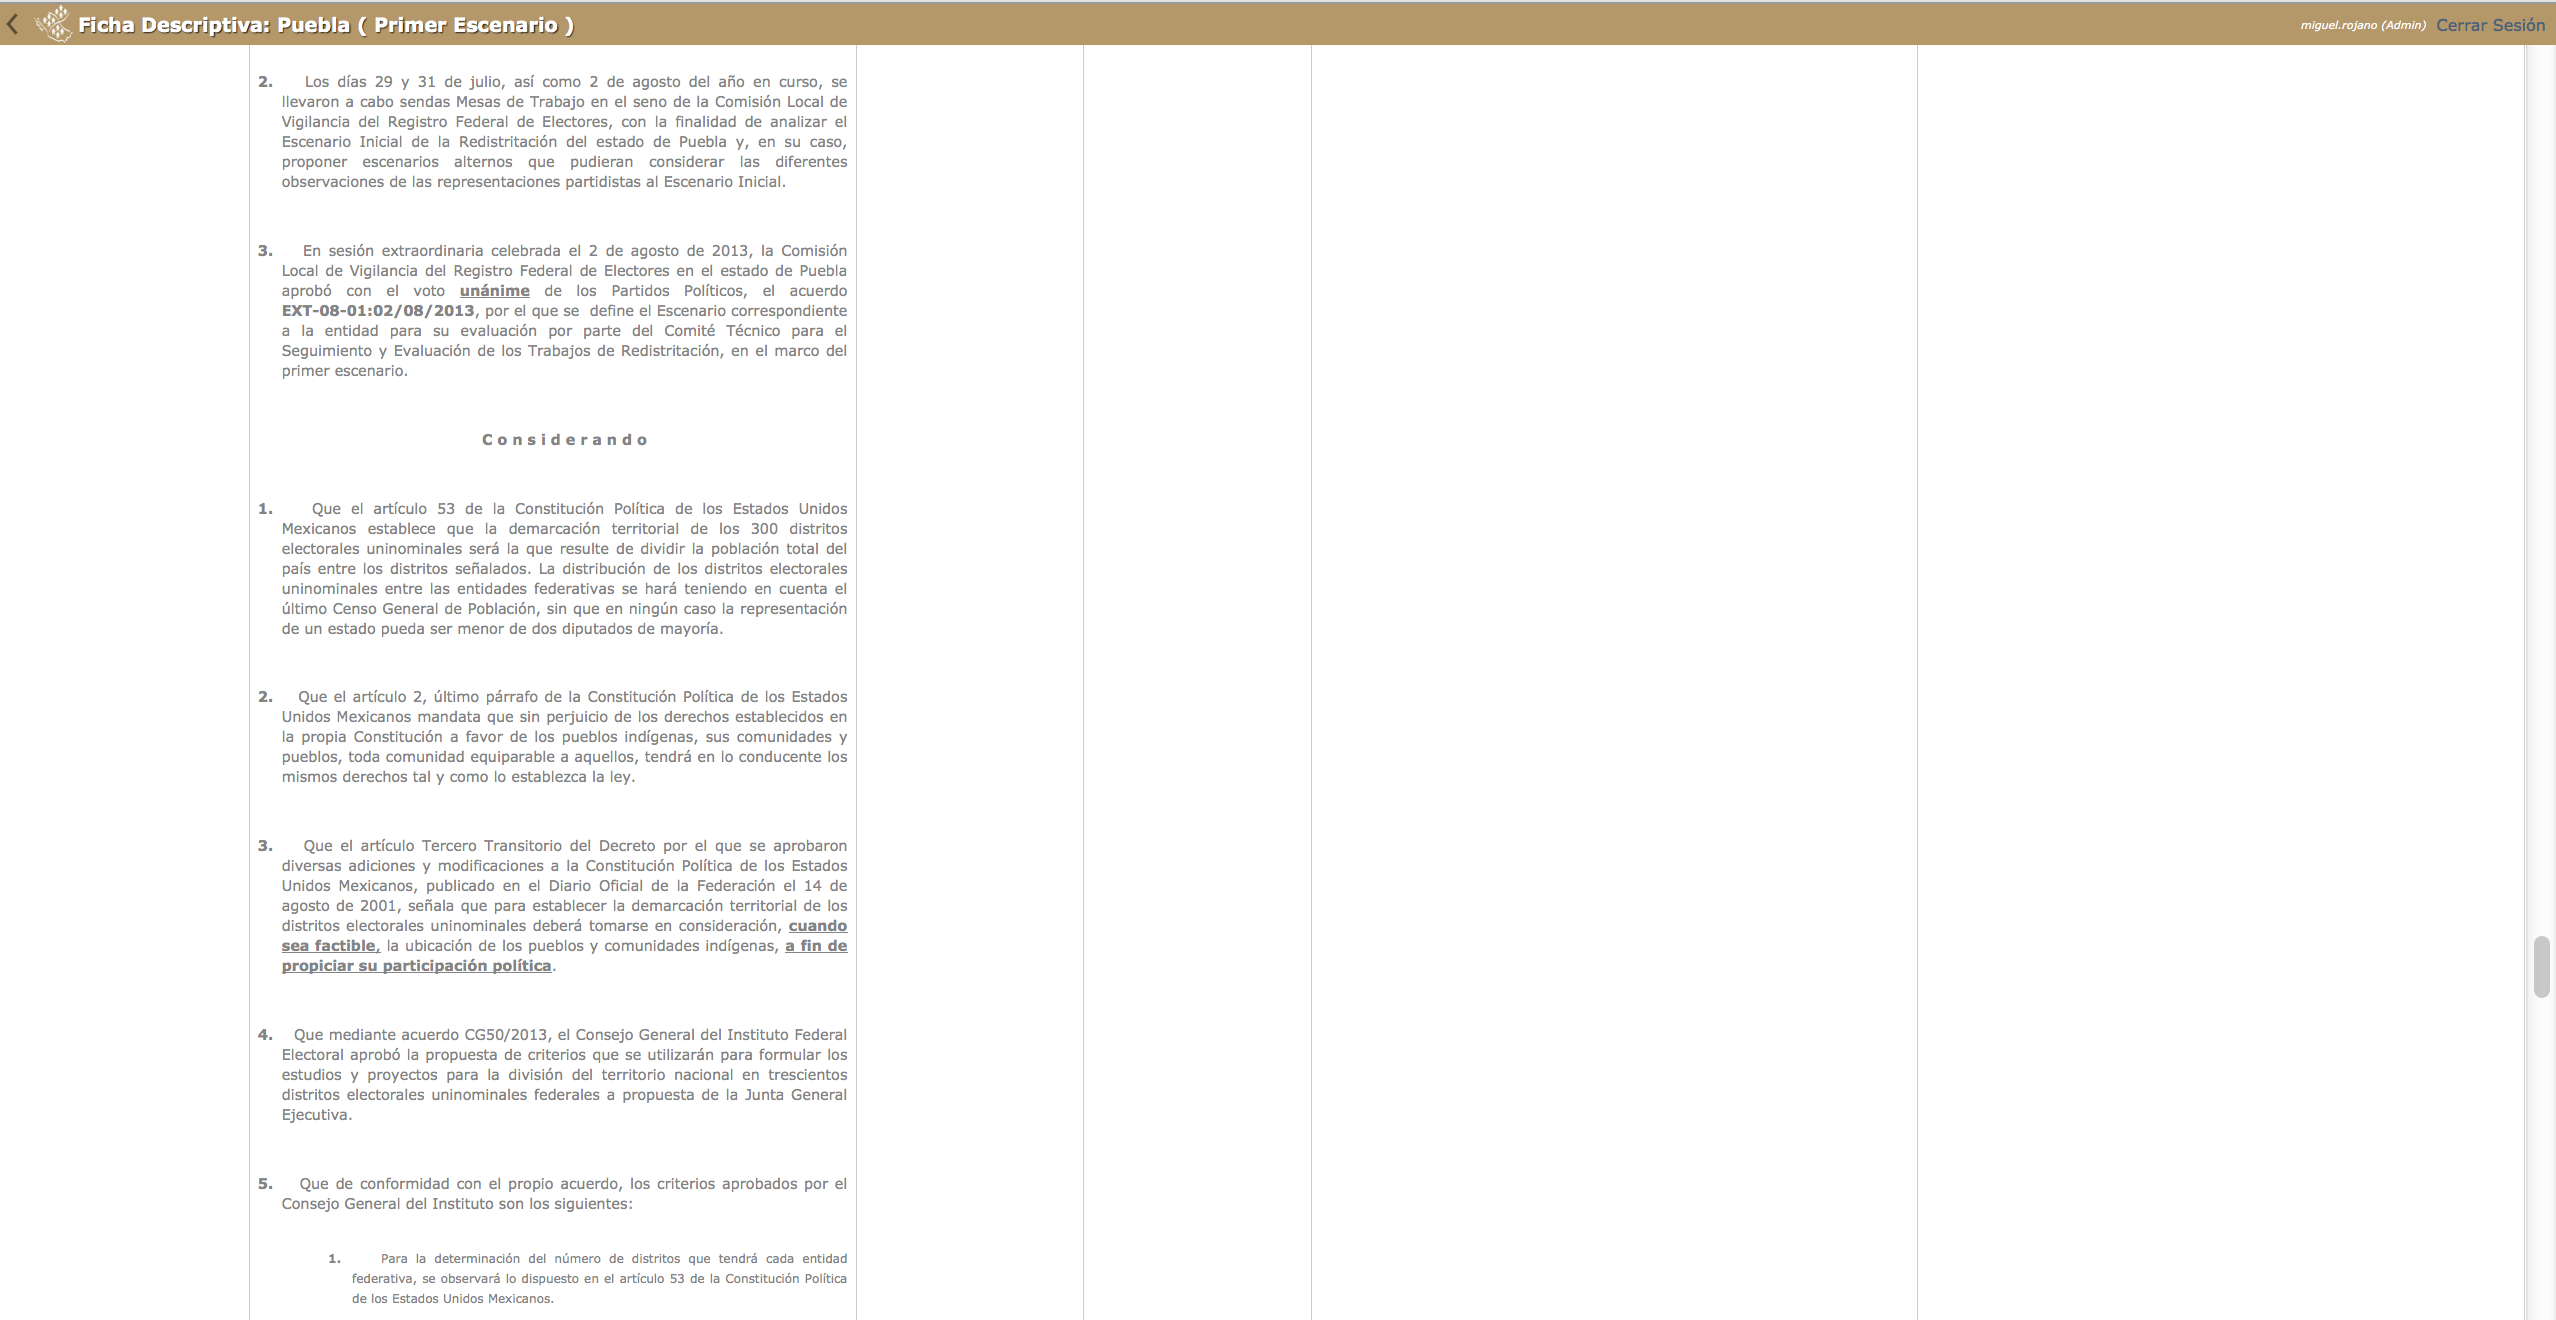 Ficha Descriptiva: Puebla ( Primer Escenario )
miguel.rojano (Admin) Cerrar Sesión
2. Los días 29 y 31 de julio, así como 2 de agosto del año en curso, se
llevaron a cabo sendas Mesas de Trabajo en el seno de la Comisión Local de
Vigilancia del Registro Federal de Electores, con la finalidad de analizar el
Escenario Inicial de la Redistritación del estado de Puebla y, en su caso,
proponer escenarios alternos que pudieran considerar las diferentes
observaciones de las representaciones partidistas al Escenario Inicial.
3. En sesión extraordinaria celebrada el 2 de agosto de 2013, la Comisión
Local de Vigilancia del Registro Federal de Electores en el estado de Puebla
aprobó con el voto unánime de los Partidos Políticos, el acuerdo
EXT-08-01:02/08/2013, por el que se define el Escenario correspondiente
a la entidad para su evaluación por parte del Comité Técnico para el
Seguimiento y Evaluación de los Trabajos de Redistritación, en el marco del
primer escenario.
C o n s i d e r a n d o
1. Que el artículo 53 de la Constitución Política de los Estados Unidos
Mexicanos establece que la demarcación territorial de los 300 distritos
electorales uninominales será la que resulte de dividir la población total del
país entre los distritos señalados. La distribución de los distritos electorales
uninominales entre las entidades federativas se hará teniendo en cuenta el
último Censo General de Población, sin que en ningún caso la representación
de un estado pueda ser menor de dos diputados de mayoría.
2. Que el artículo 2, último párrafo de la Constitución Política de los Estados
Unidos Mexicanos mandata que sin perjuicio de los derechos establecidos en
la propia Constitución a favor de los pueblos indígenas, sus comunidades y
pueblos, toda comunidad equiparable a aquellos, tendrá en lo conducente los
mismos derechos tal y como lo establezca la ley.
3. Que el artículo Tercero Transitorio del Decreto por el que se aprobaron
diversas adiciones y modificaciones a la Constitución Política de los Estados
Unidos Mexicanos, publicado en el Diario Oficial de la Federación el 14 de
agosto de 2001, señala que para establecer la demarcación territorial de los
distritos electorales uninominales deberá tomarse en consideración, cuando
sea factible, la ubicación de los pueblos y comunidades indígenas, a fin de
propiciar su participación política.
4. Que mediante acuerdo CG50/2013, el Consejo General del Instituto Federal
Electoral aprobó la propuesta de criterios que se utilizarán para formular los
estudios y proyectos para la división del territorio nacional en trescientos
distritos electorales uninominales federales a propuesta de la Junta General
Ejecutiva.
5. Que de conformidad con el propio acuerdo, los criterios aprobados por el
Consejo General del Instituto son los siguientes:
1. Para la determinación del número de distritos que tendrá cada entidad
federativa, se observará lo dispuesto en el artículo 53 de la Constitución Política
de los Estados Unidos Mexicanos.